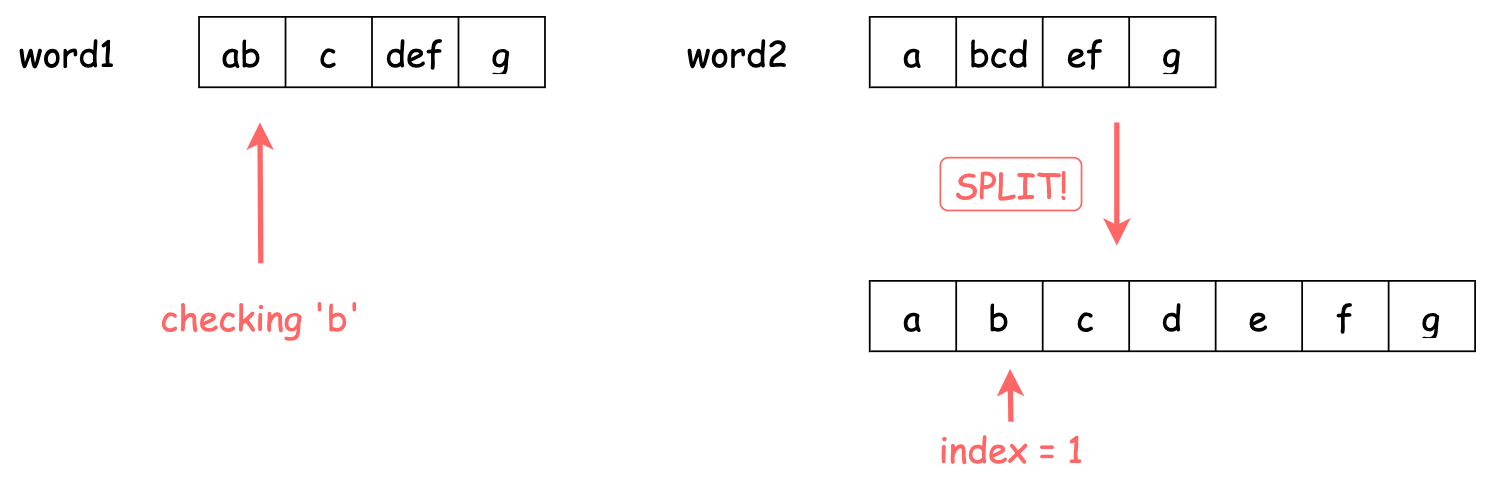 word1 ab c def g
word2 a bcd ef g
SPLIT!
checking 'b'
a b c d e f g
index = 1